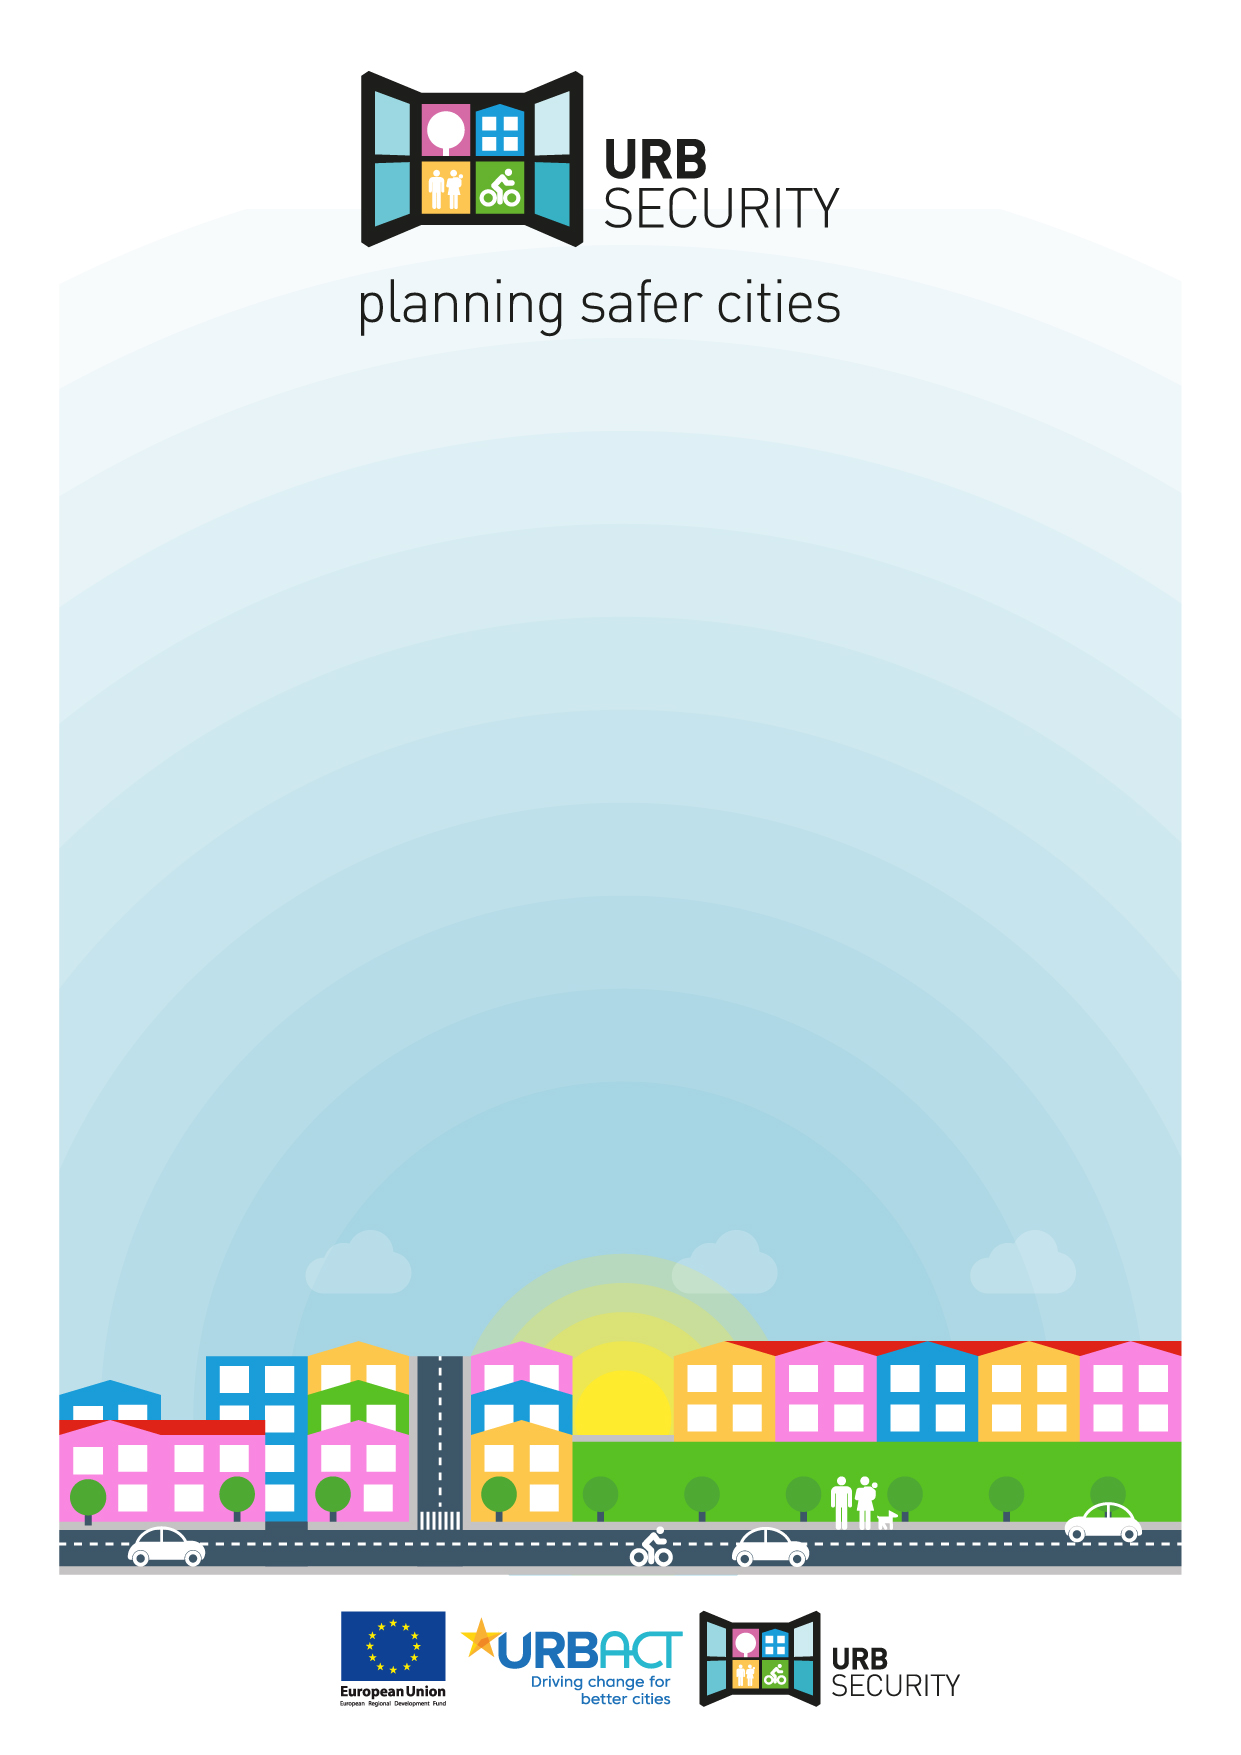 URB
SECURITY
planning safer cities
European Union
European Regional Development Fund
URBACT
Driving change for
better cities
URB
SECURITY